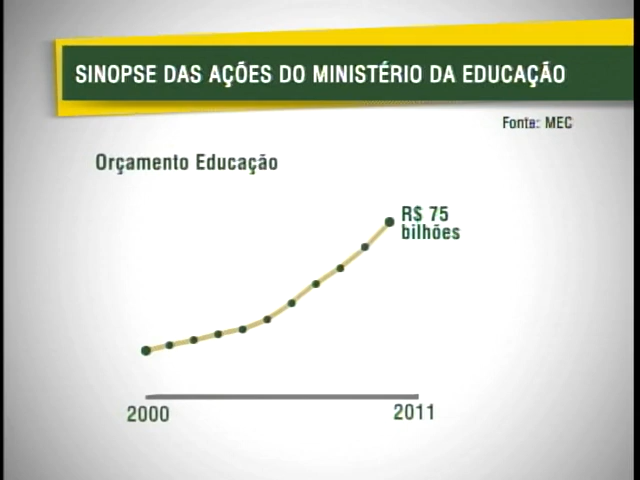 SINOPSE DAS AÇÕES DO MINISTÉRIO DA EDUCAÇÃO
Fonte: MEC
Orçamento Educação
R$ 75
bilhões
2000
2011